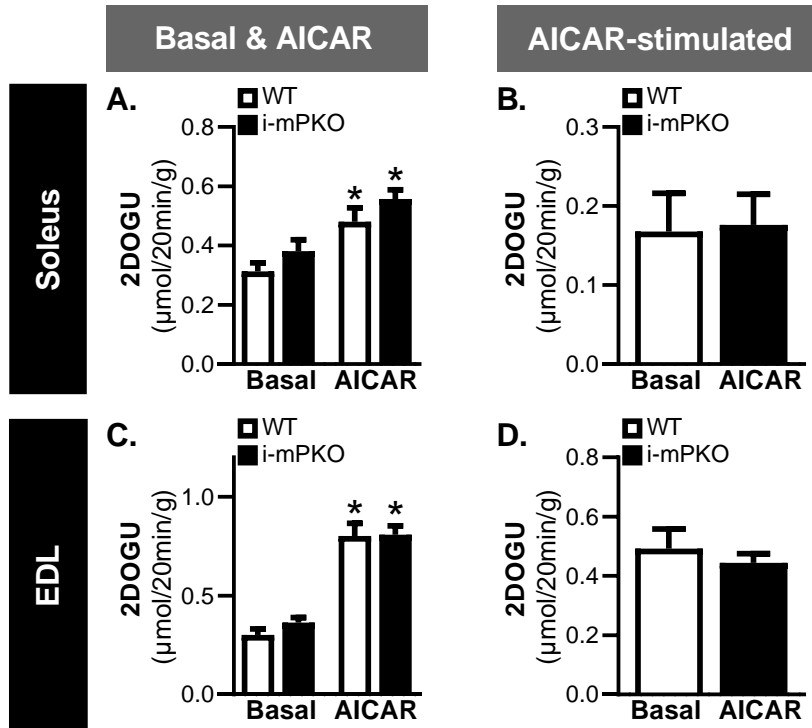 Basal & AICAR
AICAR-stimulated
Soleus
A.
WT
i-mPKO
2DOGU
(µmol/20min/g)
0.8
0.6
0.4
0.2
0.0
*
*
Basal
AICAR
B.
WT
i-mPKO
2DOGU
(µmol/20min/g)
0.3
0.2
0.1
0.0
Basal
AICAR
EDL
C.
WT
i-mPKO
2DOGU
(µmol/20min/g)
1.0
0.5
0.0
*
*
Basal
AICAR
D.
WT
i-mPKO
2DOGU
(µmol/20min/g)
0.8
0.6
0.4
0.2
0.0
Basal
AICAR